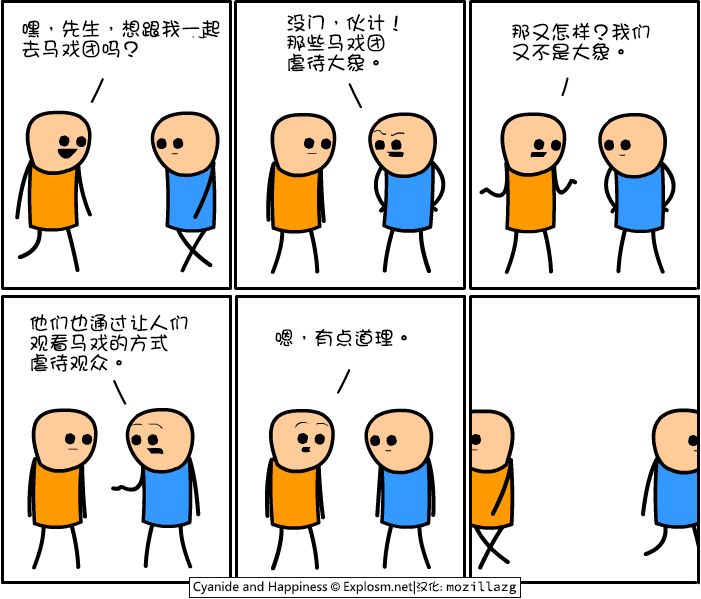 嘿，先生，想跟我一起
去马戏团吗？
没门，伙计！
那些马戏团
虐待大象。
那又怎样？我们
又不是大象。
他们也通过让人们
观看马戏的方式
虐待观众。
嗯，有点道理。
Cyanide and Happiness © Explosm.net|汉化: mozillazg